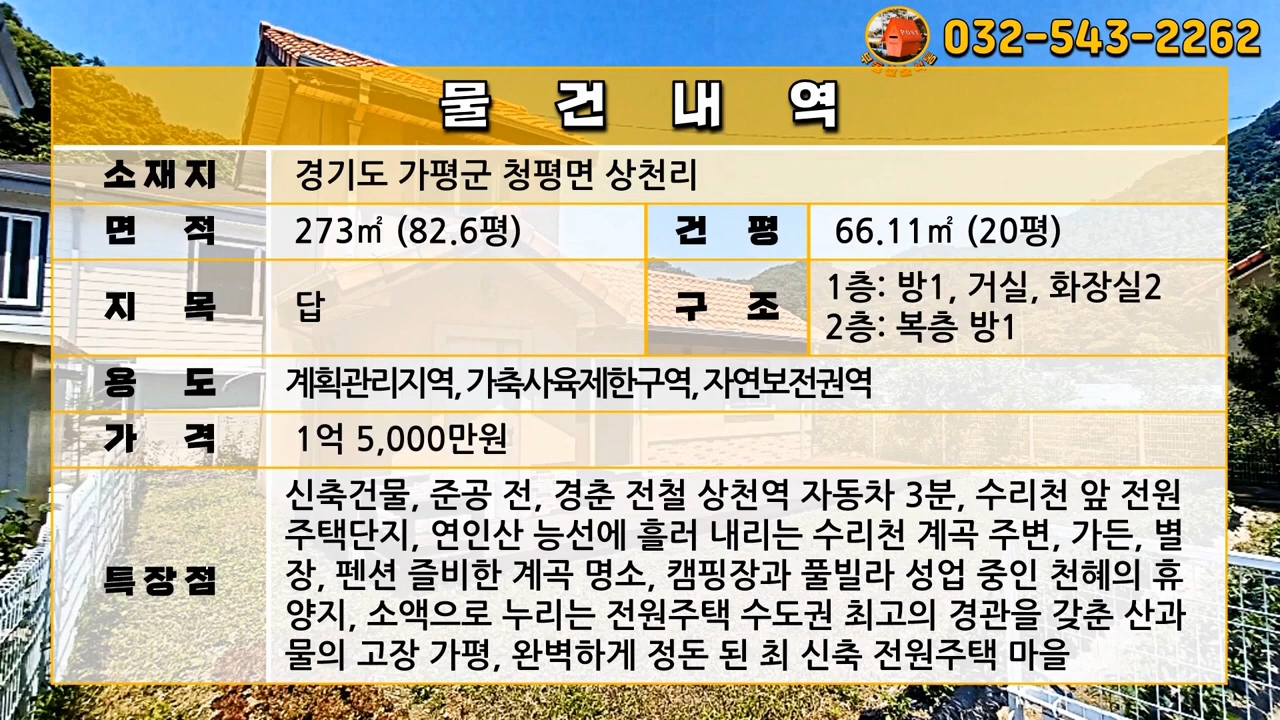 POST
032-543-2262
물건내역
소재지 경기도 가평군 청평면 상천리
면적 273㎡ (82.6평) 건평 66.11㎡ (20평)
지목 답 구조 1층: 방1, 거실, 화장실2
2층: 복층 방1
용도 계획관리지역, 가축사육제한구역, 자연보전권역
가격 1억 5,000만원
특장점 신축건물, 준공 전, 경춘 전철 상천역 자동차 3분, 수리천 앞 전원
주택단지, 연인산 능선에 흘러 내리는 수리천 계곡 주변, 가든, 별
장, 펜션 즐비한 계곡 명소, 캠핑장과 풀빌라 성업 중인 천혜의 휴
양지, 소액으로 누리는 전원주택 수도권 최고의 경관을 갖춘 산과
물의 고장 가평, 완벽하게 정돈 된 최 신축 전원주택 마을